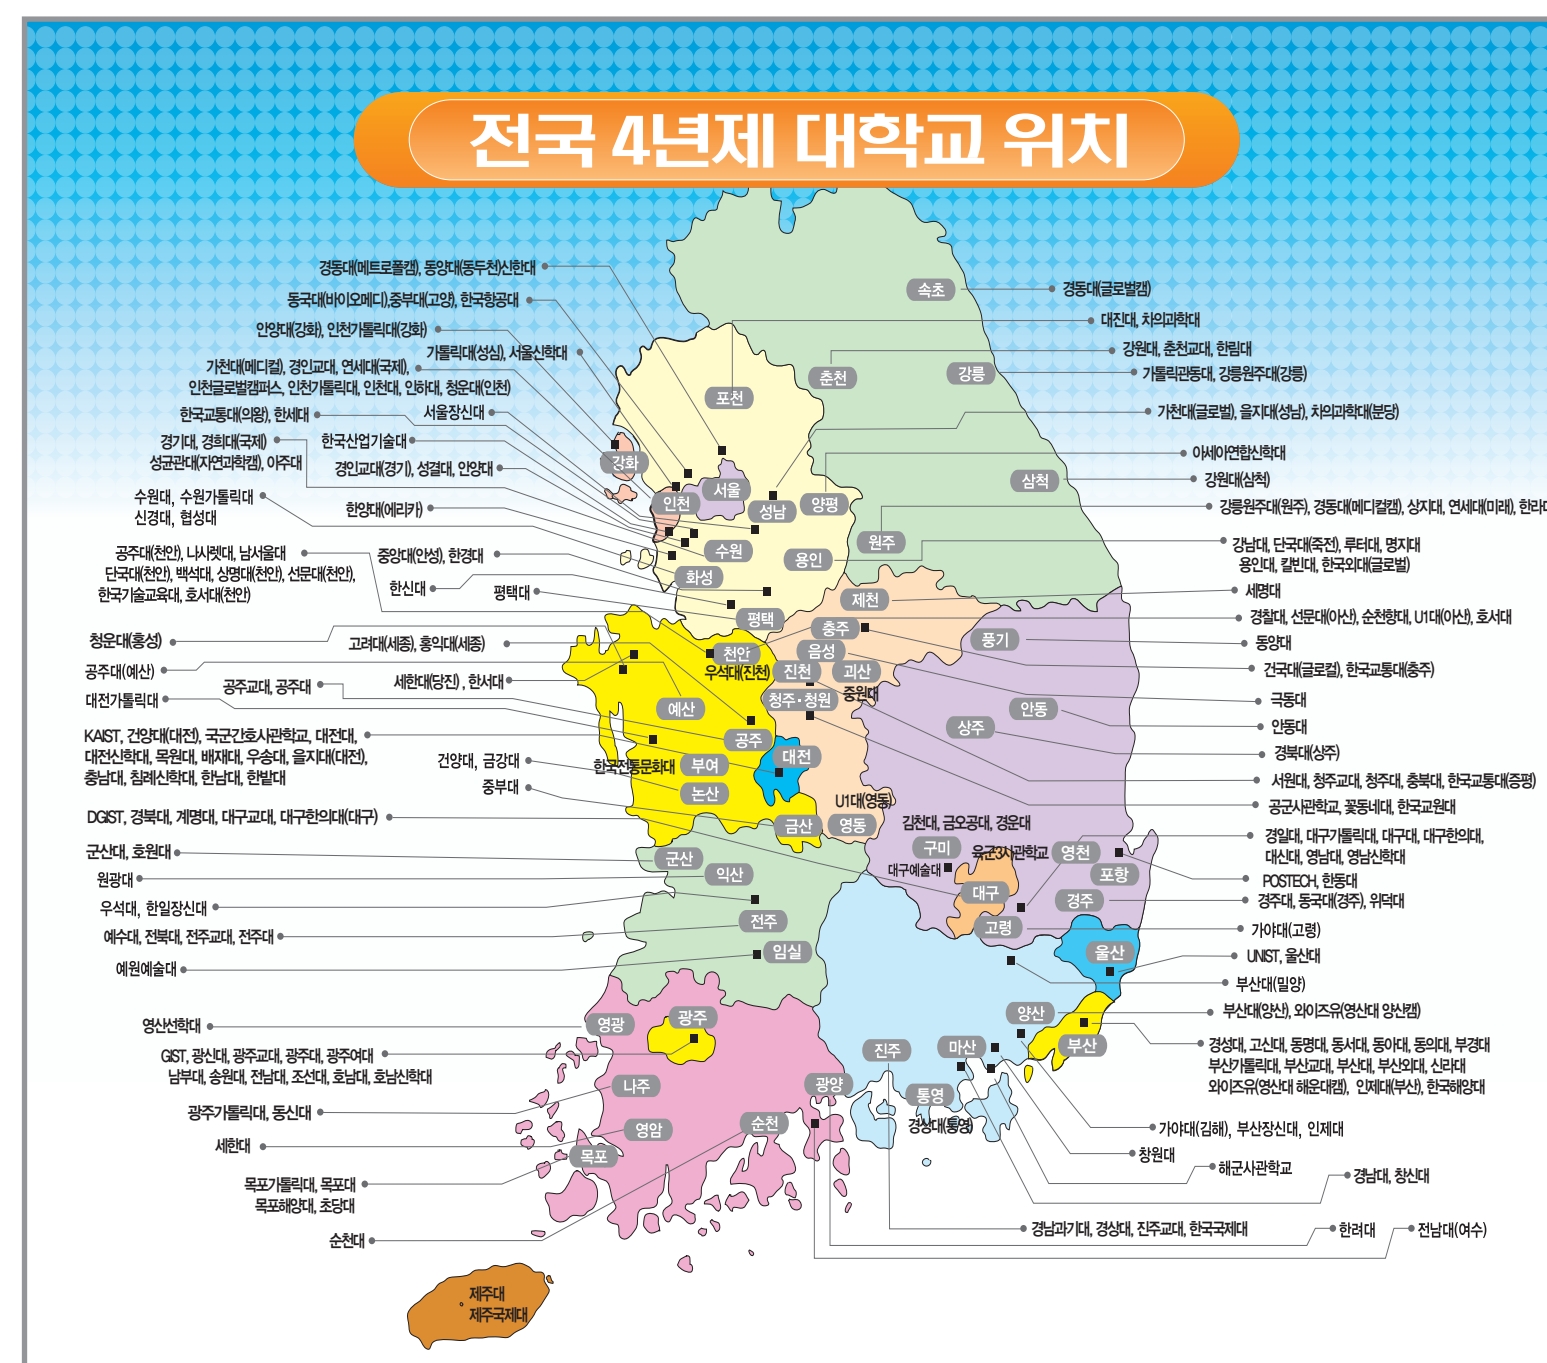 전국 4년제 대학교 위치
경동대(메트로폴캠), 동양대(동두천)신한대
동국대(바이오메디),중부대(고양), 한국항공대
안양대(강화), 인천가톨릭대(강화)
가톨릭대(성심), 서울신학대
가천대(메디컬), 경인교대, 연세대(국제),
인천글로벌캠퍼스, 인천가톨릭대, 인천대, 인하대, 청운대(인천)
한국교통대(의왕), 한세대
서울장신대
경기대, 경희대(국제)
성균관대(자연과학캠), 아주대
한국산업기술대
경인교대(경기), 성결대, 안양대
수원대, 수원가톨릭대
신경대, 협성대
한양대(에리카)
공주대(천안), 나사렛대, 남서울대
단국대(천안), 백석대, 상명대(천안), 선문대(천안),
한국기술교육대, 호서대(천안)
중앙대(안성), 한경대
한신대
평택대
청운대(홍성)
고려대(세종), 홍익대(세종)
공주대(예산)
공주교대, 공주대
세한대(당진) , 한서대
대전가톨릭대
KAIST, 건양대(대전), 국군간호사관학교, 대전대,
대전신학대, 목원대, 배재대, 우송대, 을지대(대전),
충남대, 침례신학대, 한남대, 한밭대
건양대, 금강대
중부대
DGIST, 경북대, 계명대, 대구교대, 대구한의대(대구)
군산대, 호원대
원광대
우석대, 한일장신대
예수대, 전북대, 전주교대, 전주대
예원예술대
영산선학대
GIST, 광신대, 광주교대, 광주대, 광주여대
남부대, 송원대, 전남대, 조선대, 호남대, 호남신학대
광주가톨릭대, 동신대
세한대
목포가톨릭대, 목포대
목포해양대, 초당대
순천대
제주대
제주국제대
속초
춘천
강릉
포천
강화
서울
인천
성남
양평
삼척
수원
원주
용인
화성
제천
평택
충주
풍기
천안
우석대(진천)
음성
진천
괴산
중원대
청주·청원
예산
안동
상주
공주
대전
한국전통문화대
부여
논산
U1대(영동)
금산
영동
김천대, 금오공대, 경운대
구미
육군3사관학교
영천
대구예술대
포항
군산
익산
대구
경주
전주
고령
임실
울산
영광
광주
양산
부산
진주
마산
나주
광양
통영
경상대(통영)
영암
순천
목포
경동대(글로벌캠)
대진대, 차의과학대
강원대, 춘천교대, 한림대
가톨릭관동대, 강릉원주대(강릉)
가천대(글로벌), 을지대(성남), 차의과학대(분당)
아세아연합신학대
강원대(삼척)
강릉원주대(원주), 경동대(메디컬캠), 상지대, 연세대(미래), 한라대
강남대, 단국대(죽전), 루터대, 명지대
용인대, 칼빈대, 한국외대(글로벌)
세명대
경찰대, 선문대(아산), 순천향대, U1대(아산), 호서대
동양대
건국대(글로컬), 한국교통대(충주)
극동대
안동대
경북대(상주)
서원대, 청주교대, 청주대, 충북대, 한국교통대(증평)
공군사관학교, 꽃동네대, 한국교원대
경일대, 대구가톨릭대, 대구대, 대구한의대,
대신대, 영남대, 영남신학대
POSTECH, 한동대
경주대, 동국대(경주), 위덕대
가야대(고령)
UNIST, 울산대
부산대(밀양)
부산대(양산), 와이즈유(영산대 양산캠)
경성대, 고신대, 동명대, 동서대, 동아대, 동의대, 부경대
부산가톨릭대, 부산교대, 부산대, 부산외대, 신라대
와이즈유(영산대 해운대캠), 인제대(부산), 한국해양대
가야대(김해), 부산장신대, 인제대
창원대
해군사관학교
경남대, 창신대
경남과기대, 경상대, 진주교대, 한국국제대
한려대
전남대(여수)